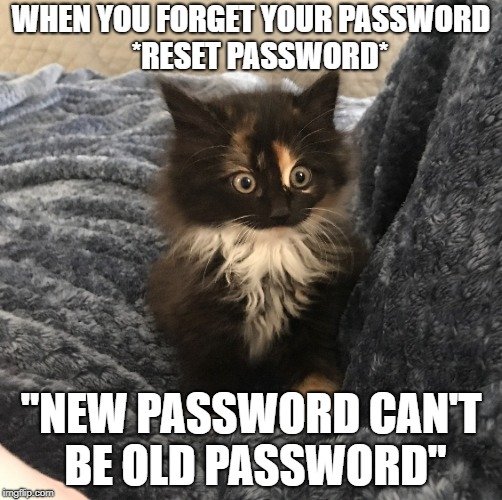 WHEN YOU FORGET YOUR PASSWORD
*RESET PASSWORD*
"NEW PASSWORD CAN'T
BE OLD PASSWORD"
imgflip.com